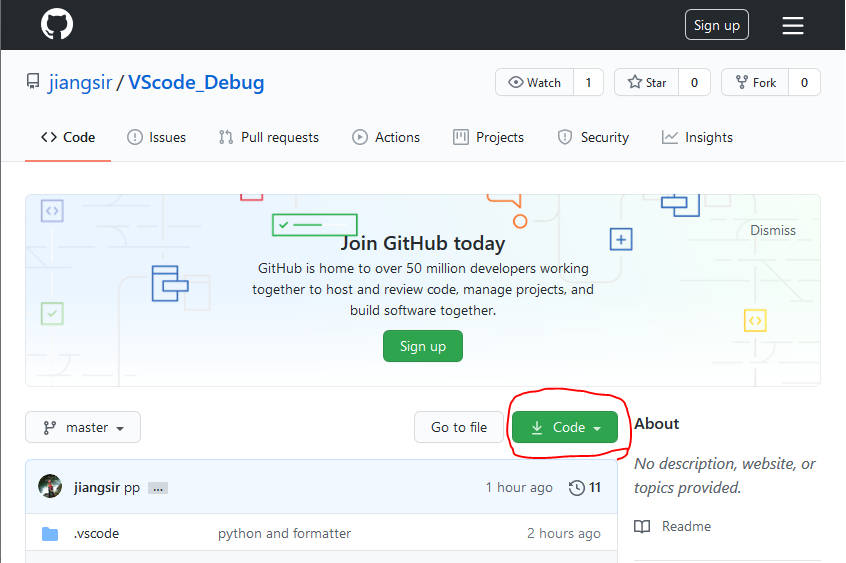 Sign up
jiangsir / VScode_Debug
Watch 1 Star 0 Fork 0
Code Issues Pull requests Actions Projects Security Insights
Dismiss
Join GitHub today
GitHub is home to over 50 million developers working
together to host and review code, manage projects, and
build software together.
Sign up
master Go to file Code
About
No description, website, or
topics provided.
Readme
jiangsir pp ... 1 hour ago 11
.vscode python and formatter 2 hours ago